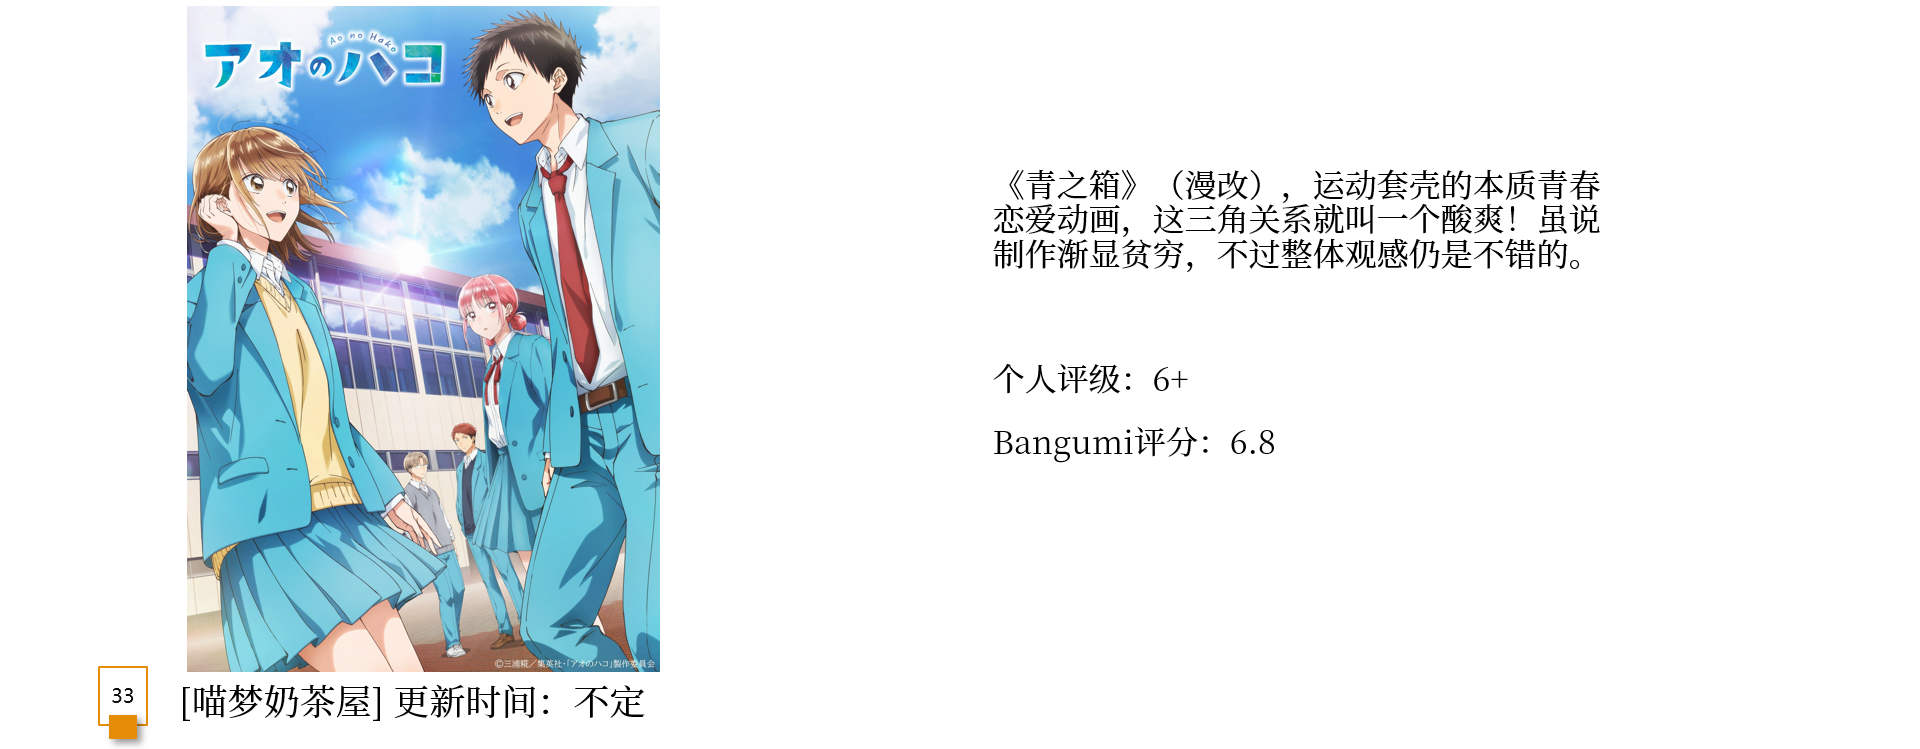 Ao no Hako
アオのハコ
©三浦糀／集英社・「アオのハコ」製作委員会
《青之箱》（漫改），运动套壳的本质青春
恋爱动画，这三角关系就叫一个酸爽！虽说
制作渐显贫穷，不过整体观感仍是不错的。
个人评级：6+
Bangumi评分：6.8
33
[喵梦奶茶屋] 更新时间：不定